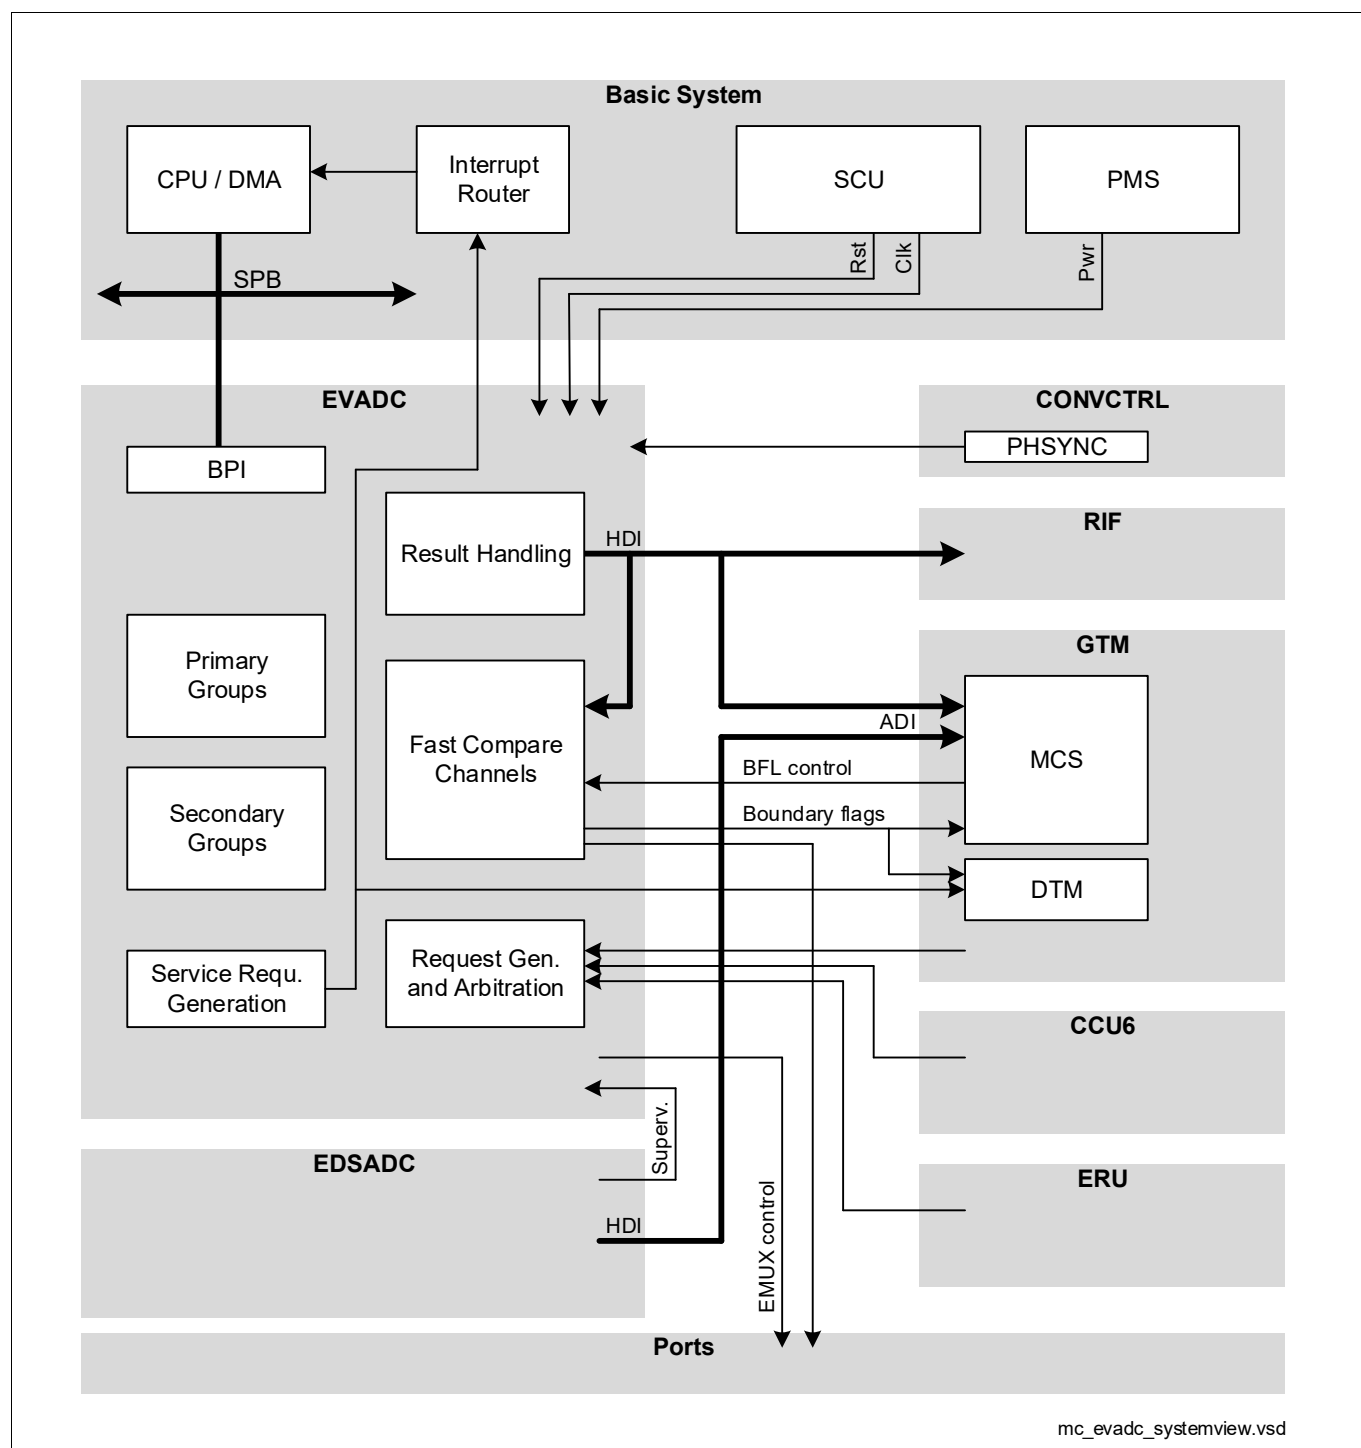 Basic System
CPU / DMA
Interrupt
Router
SCU
PMS
Rst
Clk
Pwr
SPB
EVADC
CONVCTRL
BPI
PHSYNC
RIF
Result Handling
HDI
GTM
Primary
Groups
Fast Compare
Channels
ADI
MCS
BFL control
Secondary
Groups
Boundary flags
DTM
Service Requ.
Generation
Request Gen.
and Arbitration
CCU6
Superv.
EDSADC
ERU
HDI
EMUX control
Ports
mc_evadc_systemview.vsd